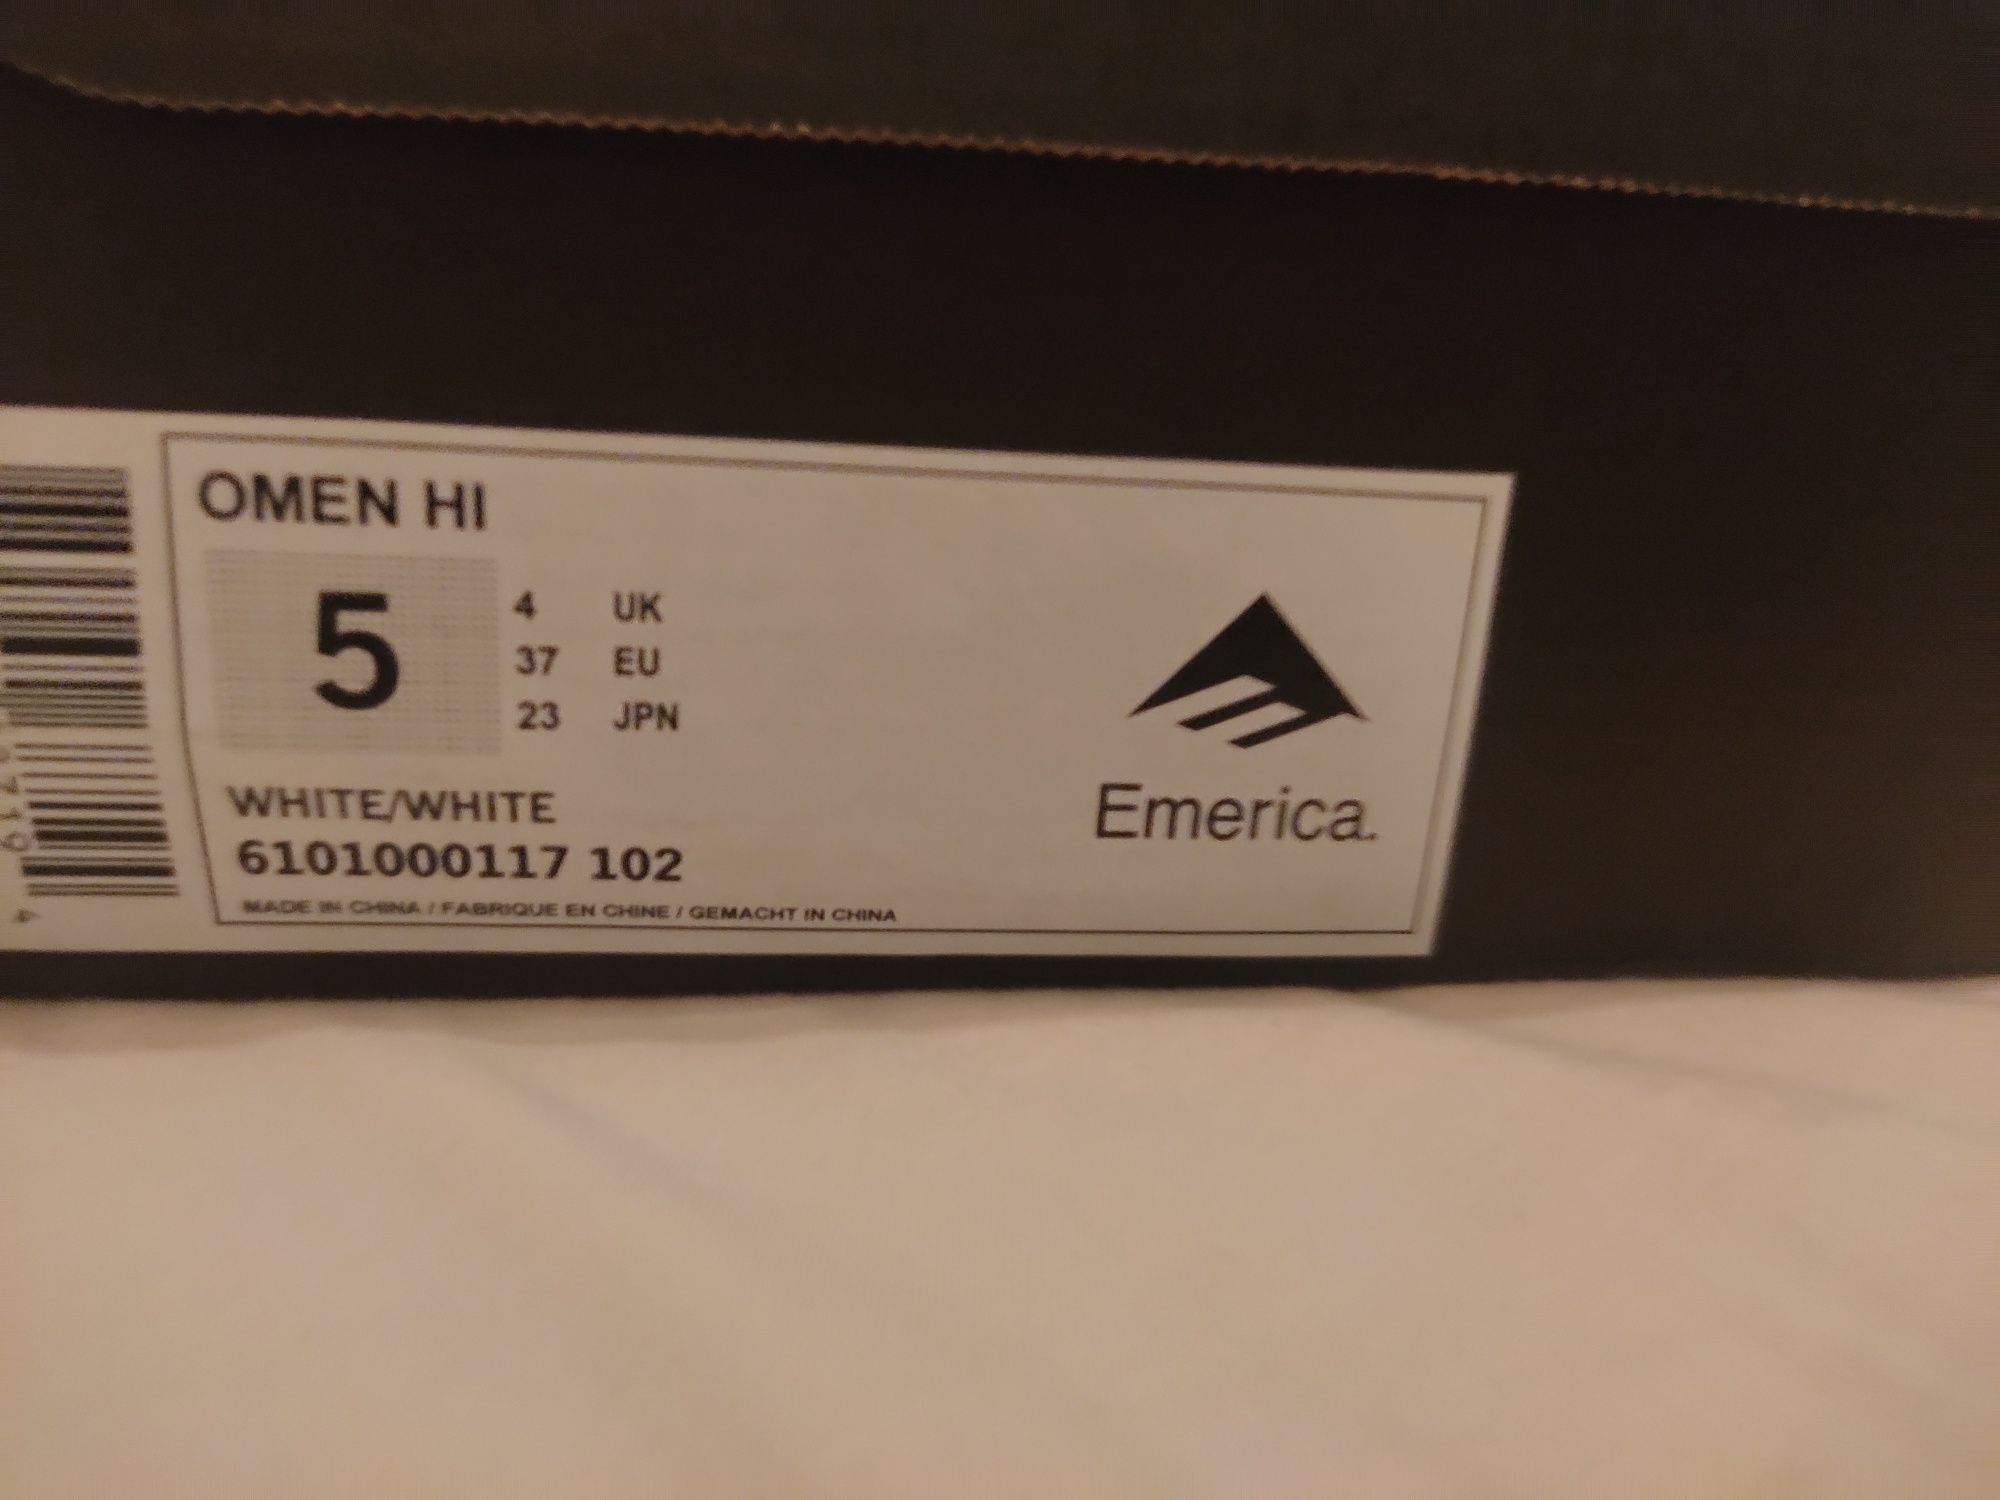 OMEN HI
5
4 UK
37 EU
23 JPN
WHITE/WHITE
6101000117 102
MADE IN CHINA / FABRIQUE EN CHINE / GEMACHT IN CHINA
Emerica.